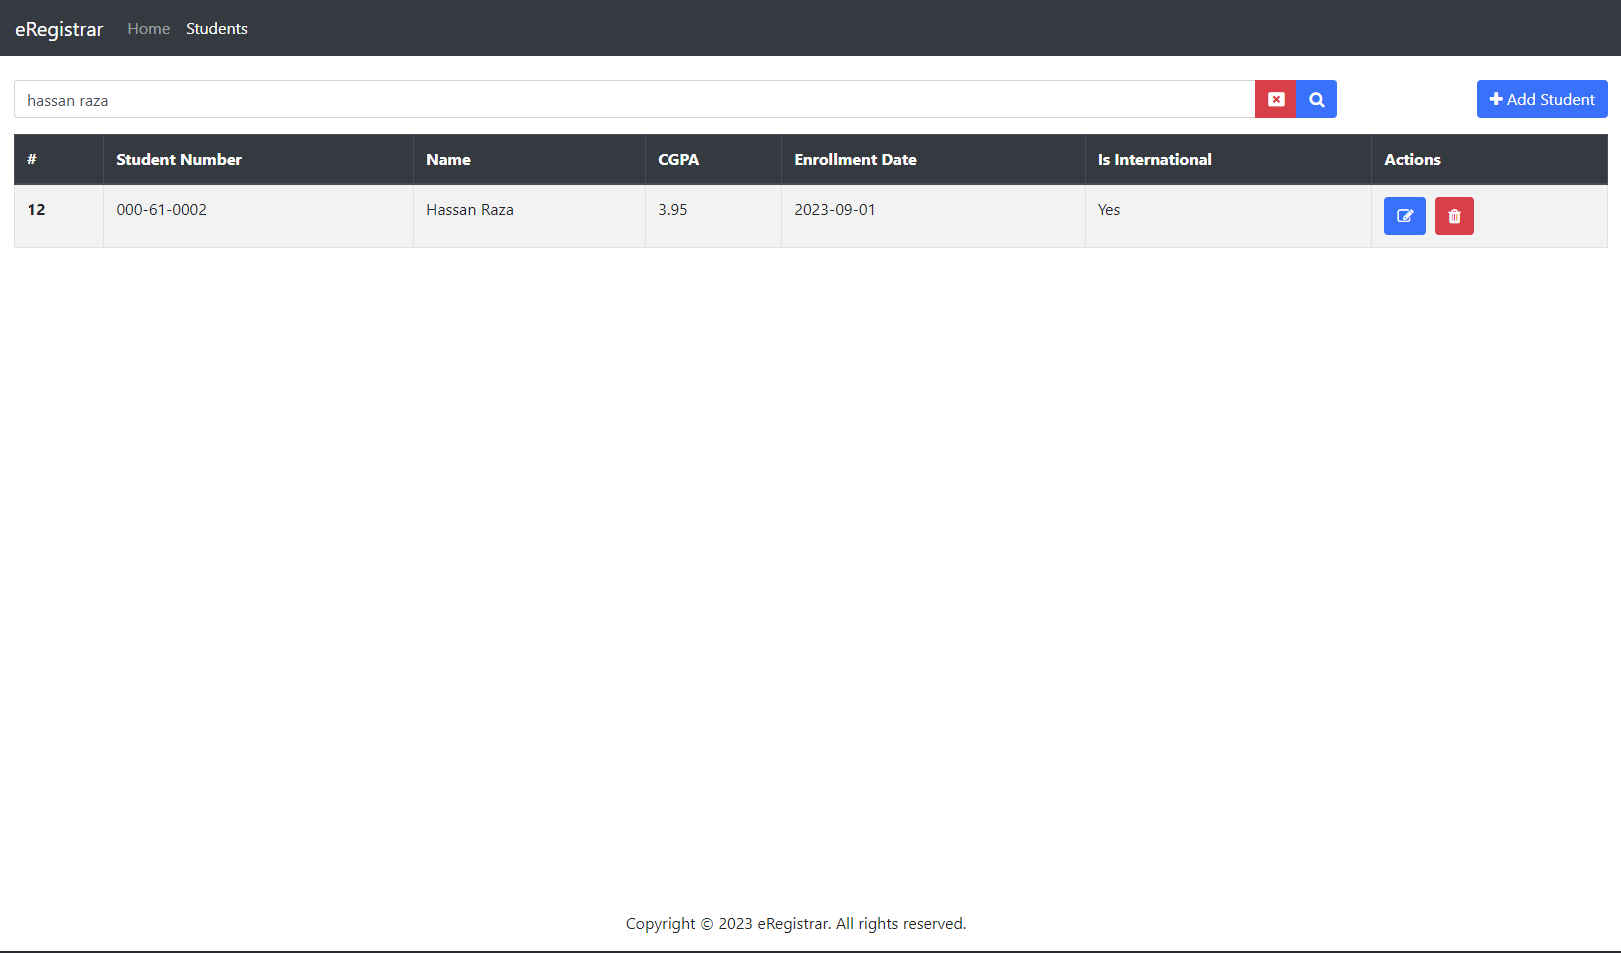 eRegistrar Home Students
hassan raza
Add Student
# Student Number Name CGPA Enrollment Date Is International Actions
12 000-61-0002 Hassan Raza 3.95 2023-09-01 Yes
Copyright © 2023 eRegistrar. All rights reserved.